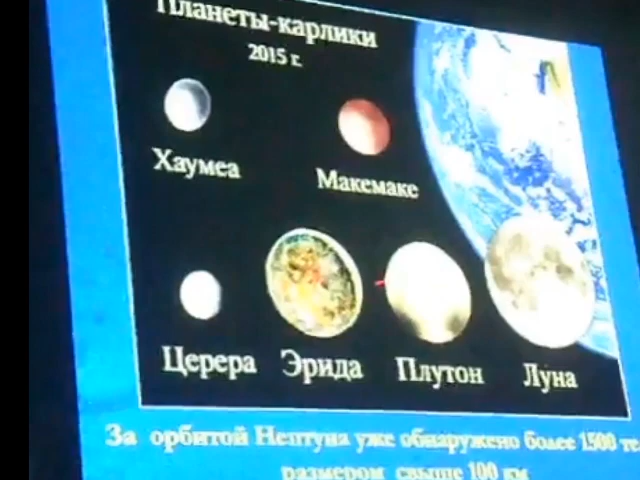 Планеты-карлики
2015 г.
Хаумеа Макемаке
Церера Эрида Плутон Луна
За орбитой Нептуна уже обнаружено более 1500
размером свыше 100 км